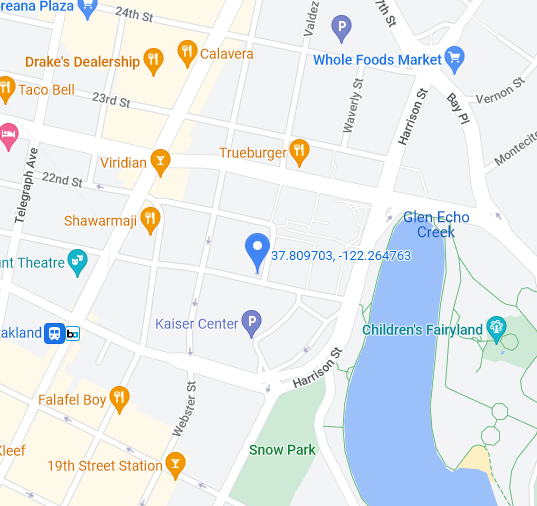 reana Plaza
24th St
Valdez
7th St
P
Drake's Dealership
Calavera
Whole Foods Market
Taco Bell
23rd St
Waverly St
Harrison St
Bay Pl
Vernon St
Montecito
Telegraph Ave
Viridian
Trueburger
22nd St
Shawarmaji
Glen Echo
Creek
nt Theatre
37.809703, -122.264763
Kaiser Center
P
akland
ba
Children's Fairyland
Harrison St
Falafel Boy
Webster St
Kleef
19th Street Station
Snow Park